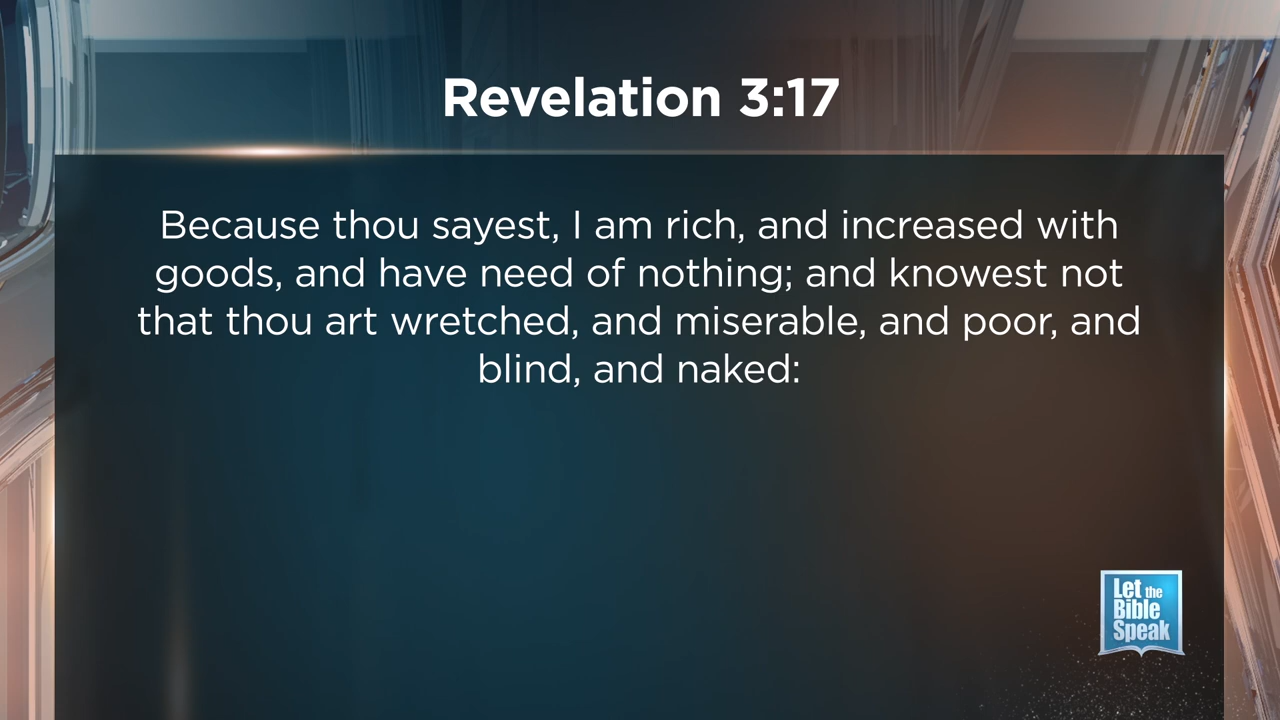 Revelation 3:17
Because thou sayest, I am rich, and increased with
goods, and have need of nothing; and knowest not
that thou art wretched, and miserable, and poor, and
blind, and naked:
Let the
Bible
Speak